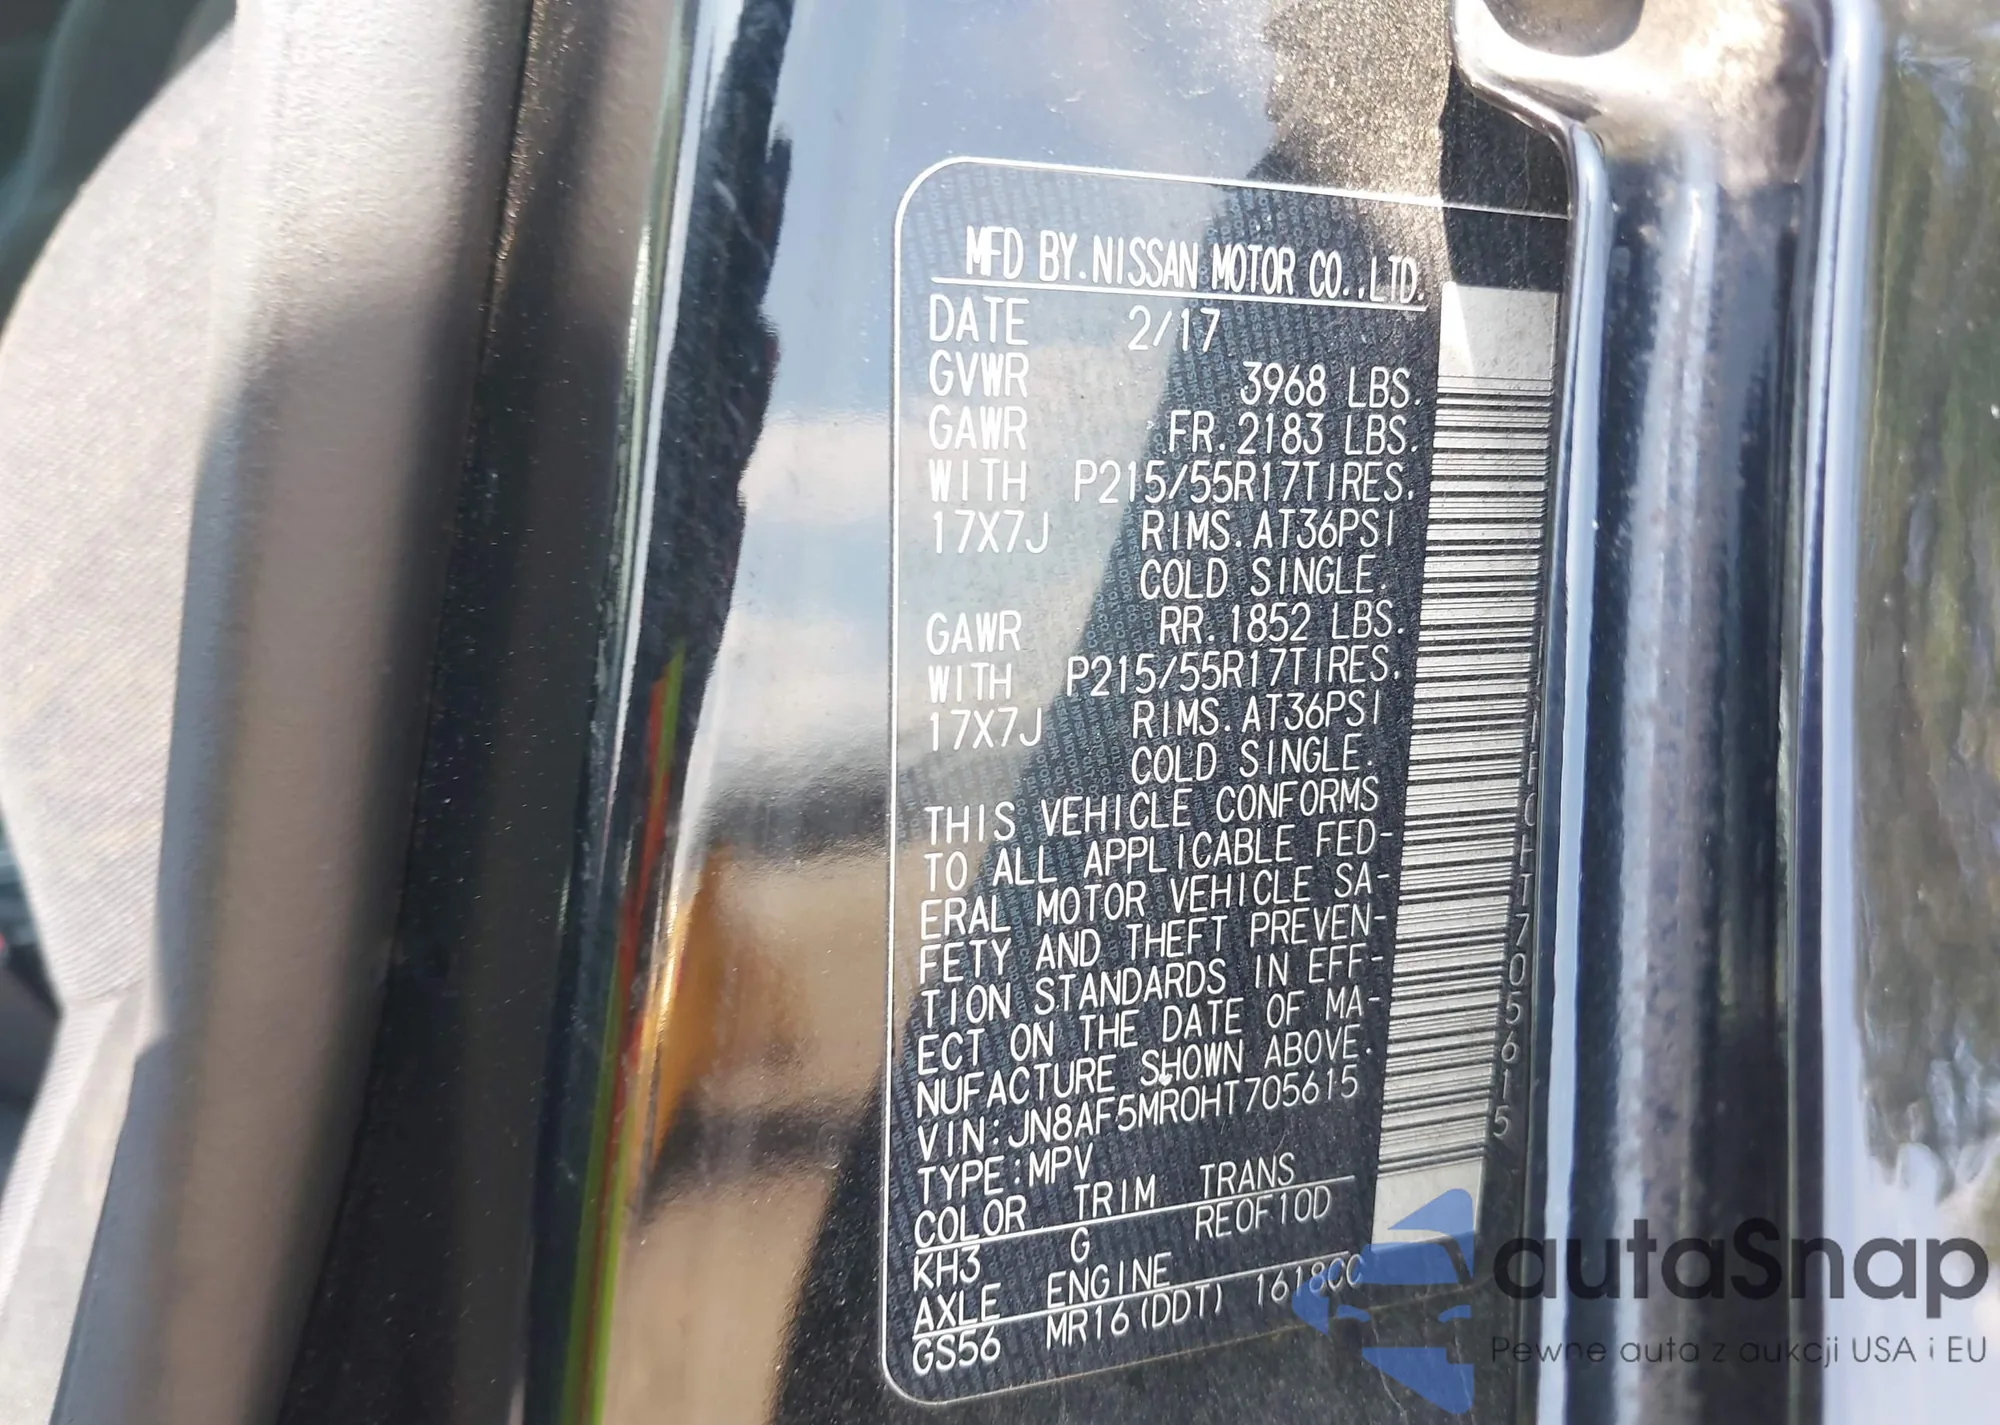 MFD BY.NISSAN MOTOR CO.,LTD.
DATE 2/17
GVWR 3968 LBS.
GAWR FR.2183 LBS.
WITH P215/55R17TIRES.
17X7J RIMS.AT36PSI
COLD SINGLE.
GAWR RR.1852 LBS.
WITH P215/55R17TIRES.
17X7J RIMS.AT36PSI
COLD SINGLE.
THIS VEHICLE CONFORMS
TO ALL APPLICABLE FED-
ERAL MOTOR VEHICLE SA-
FETY AND THEFT PREVEN-
TION STANDARDS IN EFF-
ECT ON THE DATE OF MA-
NUFACTURE SHOWN ABOVE.
VIN:JN8AF5MR0HT705615
TYPE:MPV
COLOR TRIM TRANS
KH3 G RE0F10D
AXLE ENGINE
GS56 MR16(DDT) 1618CC
autaSnap
Pewne auta z aukcji USA i EU